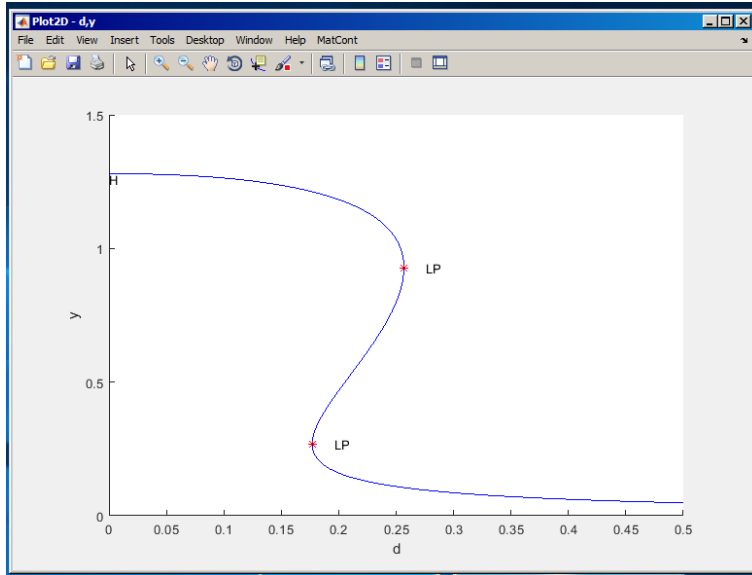 Plot2D - d,y
File Edit View Insert Tools Desktop Window Help MatCont
1.5
H
1
LP
y
0.5
LP
0
0 0.05 0.1 0.15 0.2 0.25 0.3 0.35 0.4 0.45 0.5
d